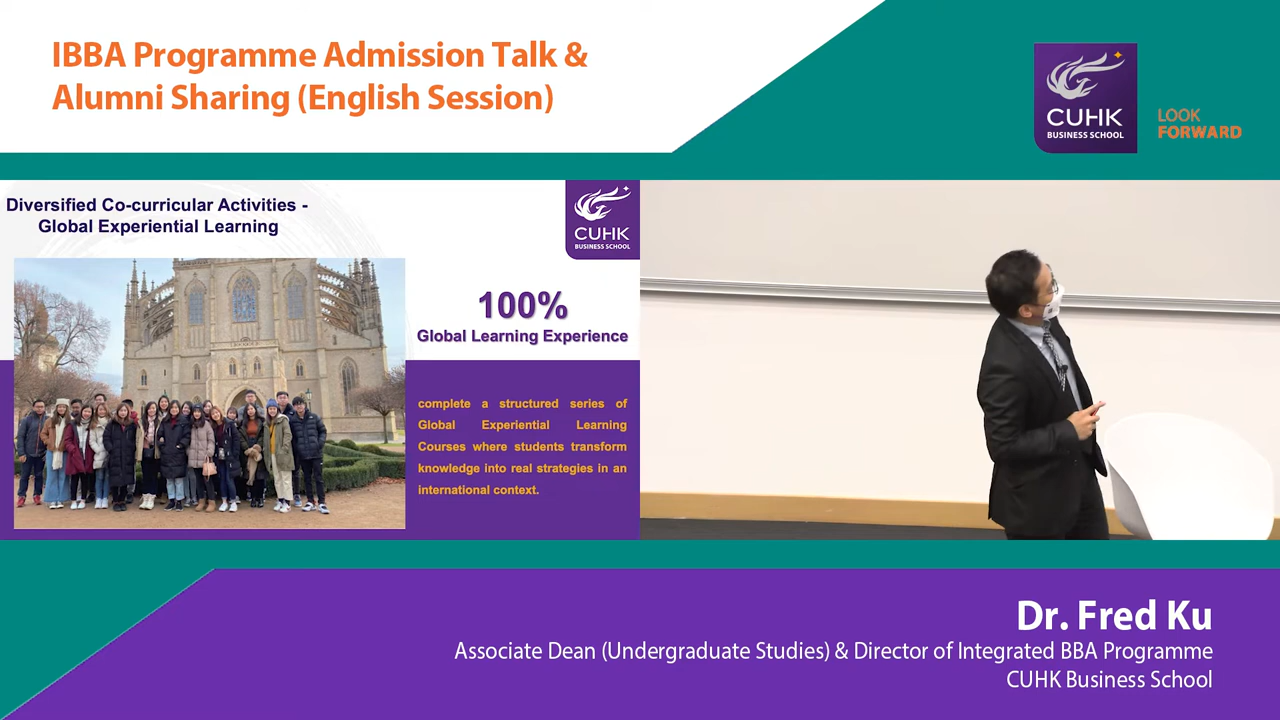 IBBA Programme Admission Talk &
Alumni Sharing (English Session)
CUHK
BUSINESS SCHOOL
LOOK
FORWARD
Diversified Co-curricular Activities -
Global Experiential Learning
CUHK
BUSINESS SCHOOL
100%
Global Learning Experience
complete a structured series of
Global Experiential Learning
Courses where students transform
knowledge into real strategies in an
international context.
Dr. Fred Ku
Associate Dean (Undergraduate Studies) & Director of Integrated BBA Programme
CUHK Business School